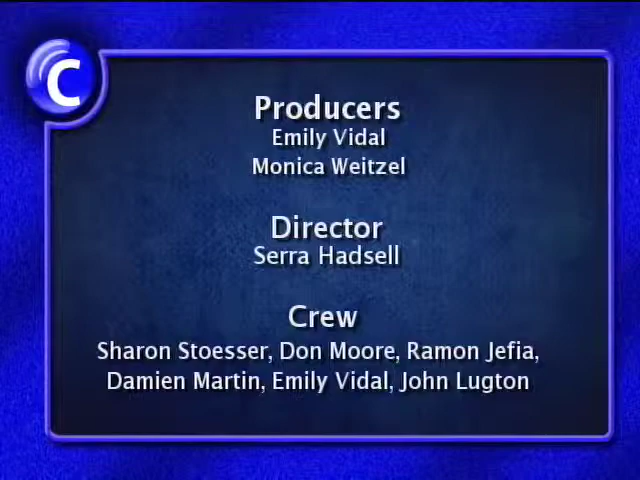 C
Producers
Emily Vidal
Monica Weitzel
Director
Serra Hadsell
Crew
Sharon Stoesser, Don Moore, Ramon Jefia,
Damien Martin, Emily Vidal, John Lugton